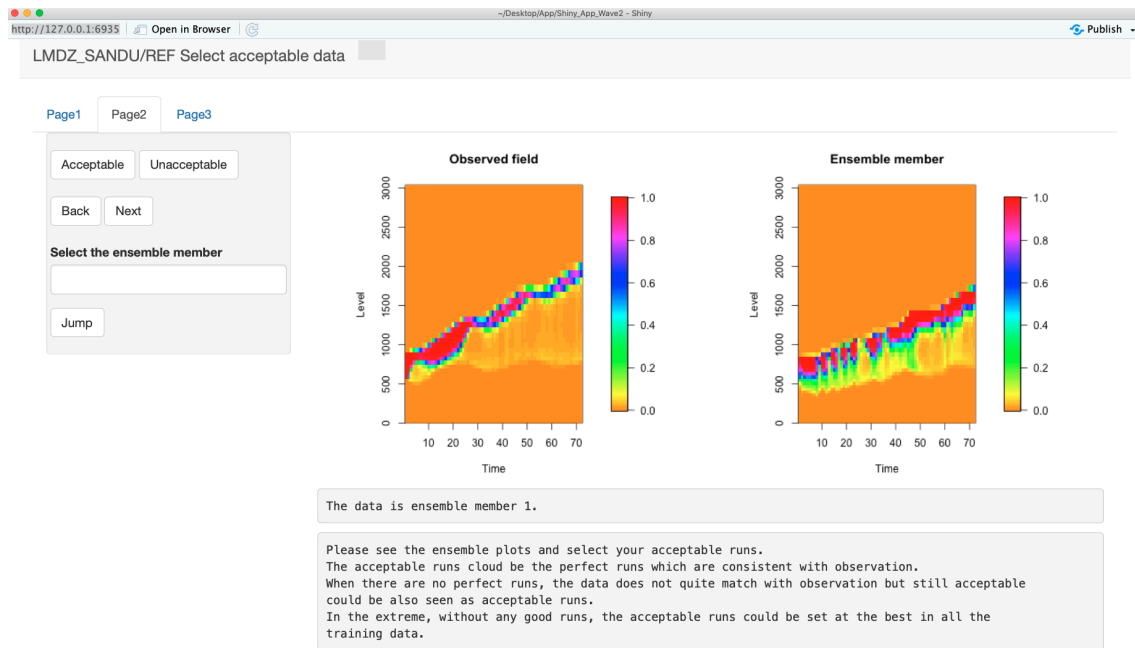 ~/Desktop/App/Shiny_App_Wave2 - Shiny
http://127.0.0.1:6935 Open in Browser Publish
LMDZ_SANDU/REF Select acceptable data
Page1 Page2 Page3
Acceptable Unacceptable
Back Next
Select the ensemble member
Jump
Observed field
Level
3000
2500
2000
1500
1000
500
0
10 20 30 40 50 60 70
Time
1.0
0.8
0.6
0.4
0.2
0.0
Ensemble member
Level
3000
2500
2000
1500
1000
500
0
10 20 30 40 50 60 70
Time
1.0
0.8
0.6
0.4
0.2
0.0
The data is ensemble member 1.
Please see the ensemble plots and select your acceptable runs.
The acceptable runs cloud be the perfect runs which are consistent with observation.
When there are no perfect runs, the data does not quite match with observation but still acceptable
could be also seen as acceptable runs.
In the extreme, without any good runs, the acceptable runs could be set at the best in all the
training data.